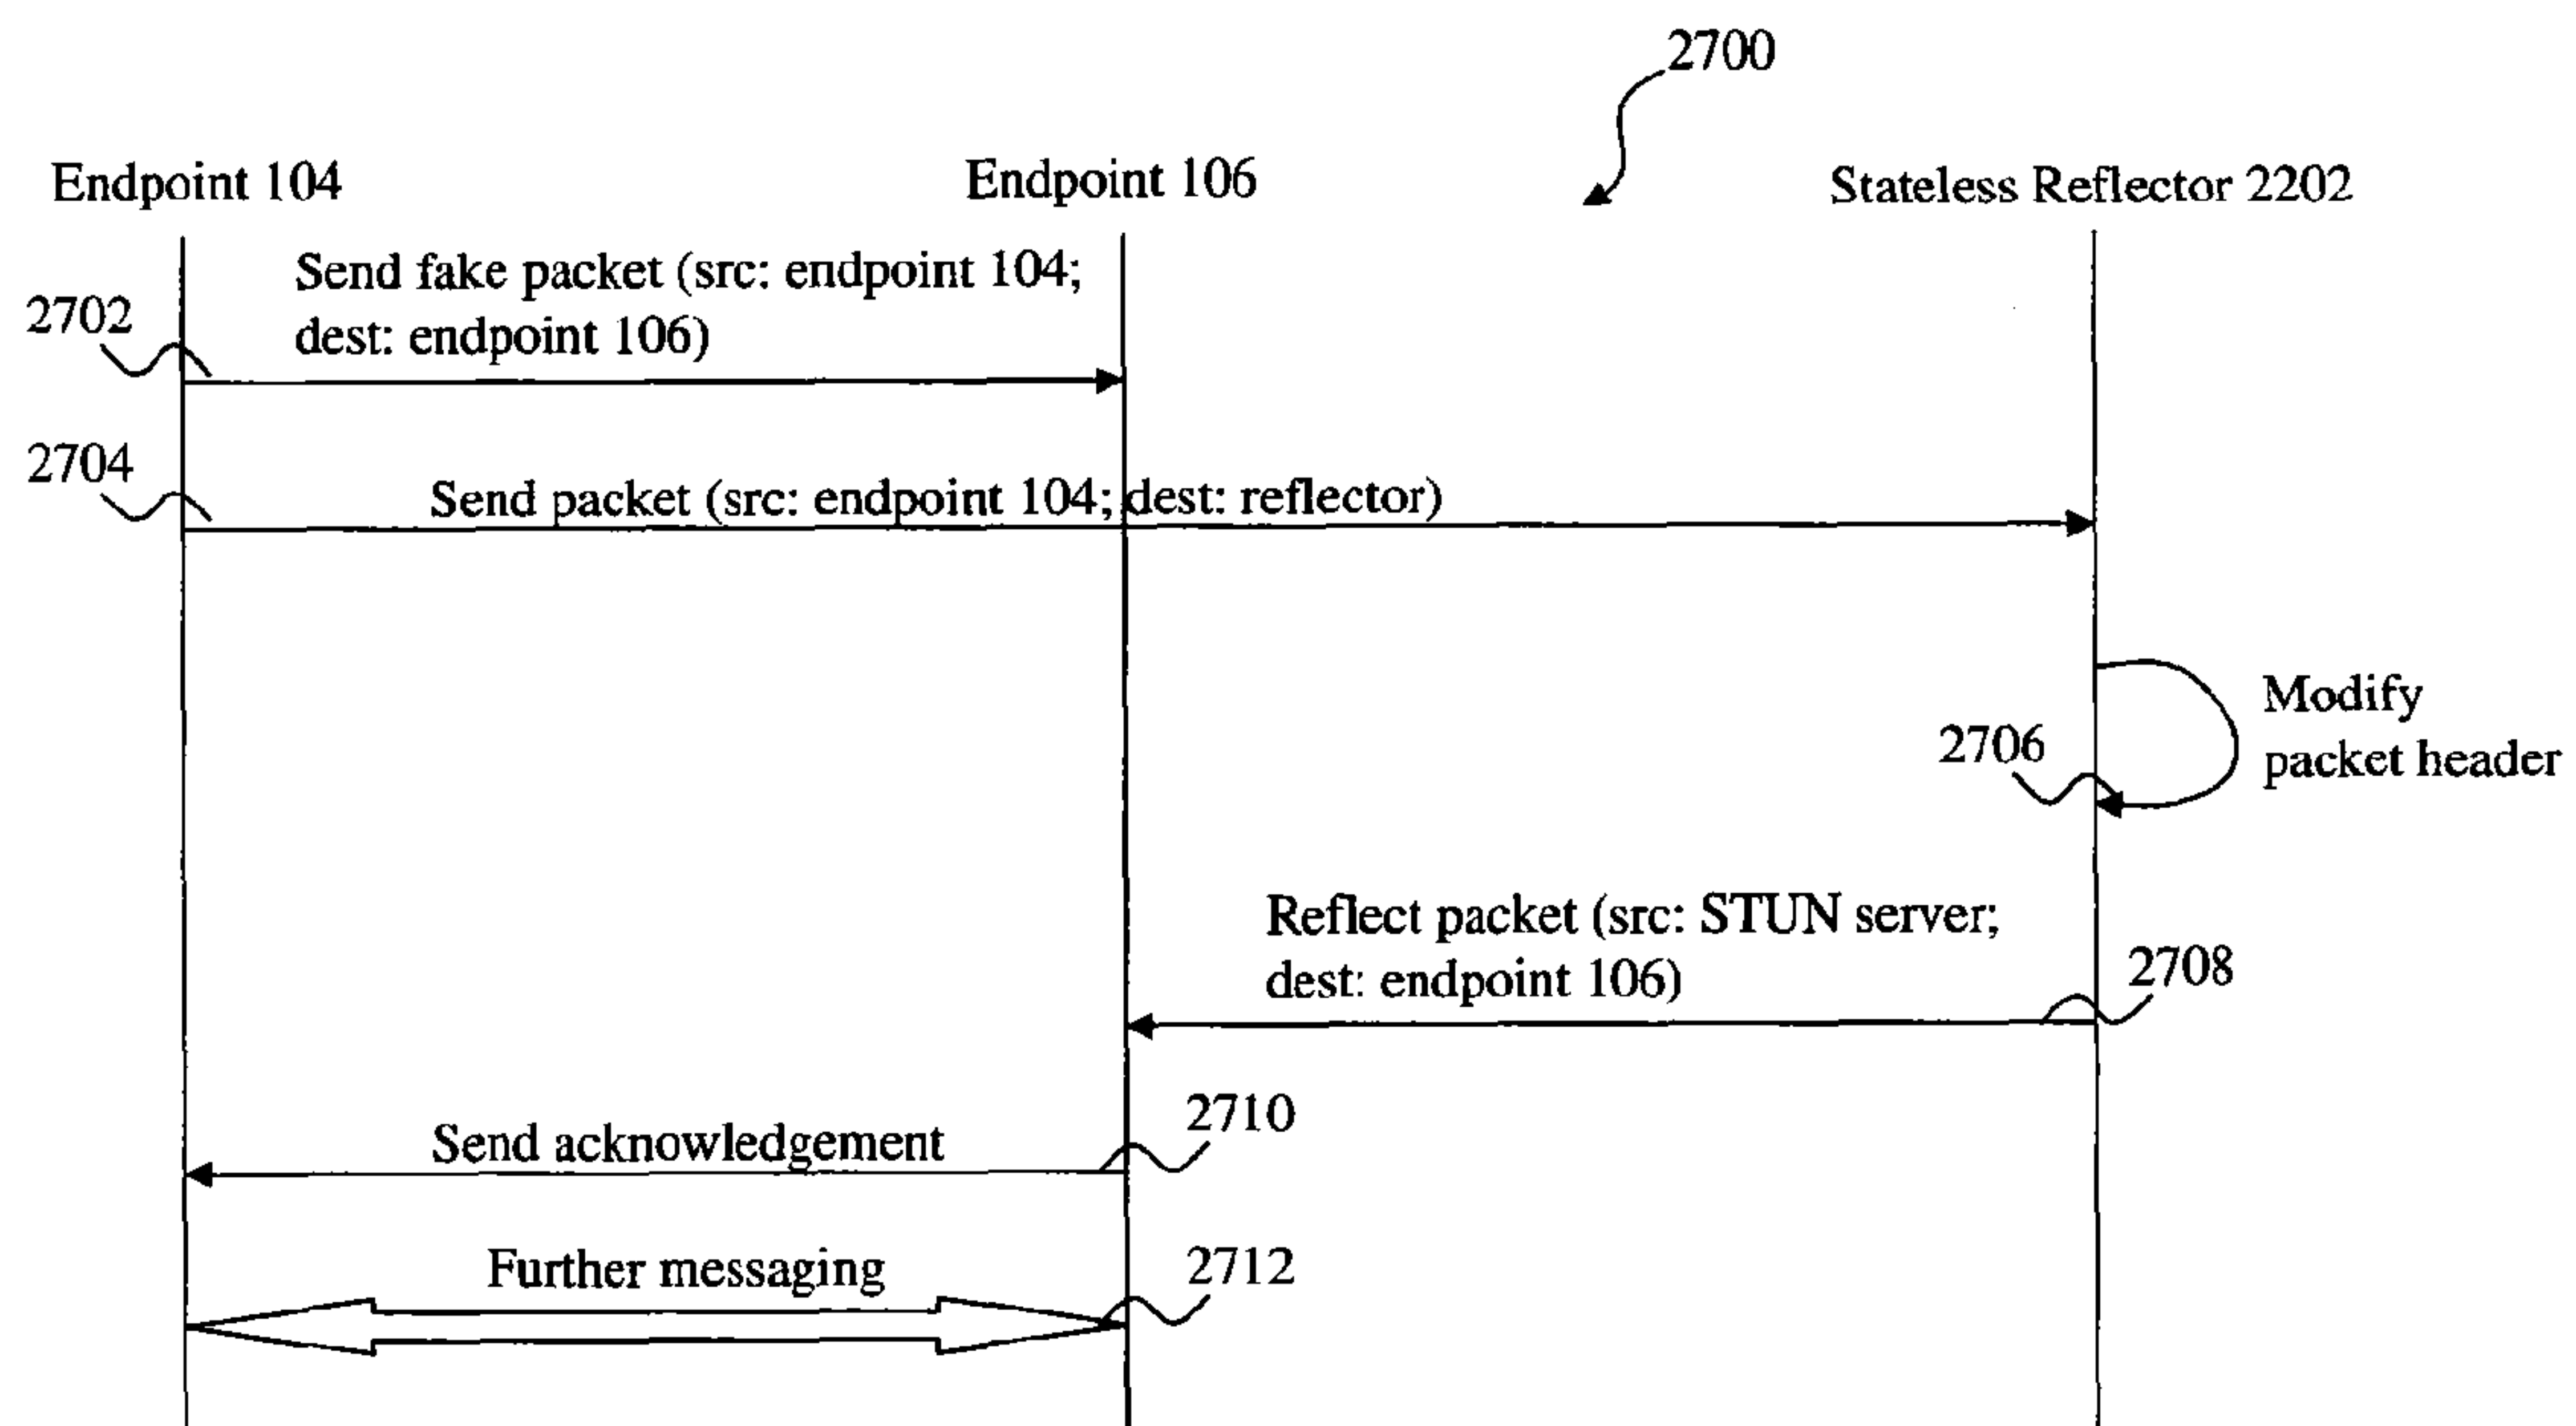 2700
Endpoint 104
Endpoint 106
Stateless Reflector 2202
Send fake packet (src: endpoint 104;
dest: endpoint 106)
2702
2704
Send packet (src: endpoint 104; dest: reflector)
Modify
packet header
2706
Reflect packet (src: STUN server;
dest: endpoint 106)
2708
2710
Send acknowledgement
2712
Further messaging